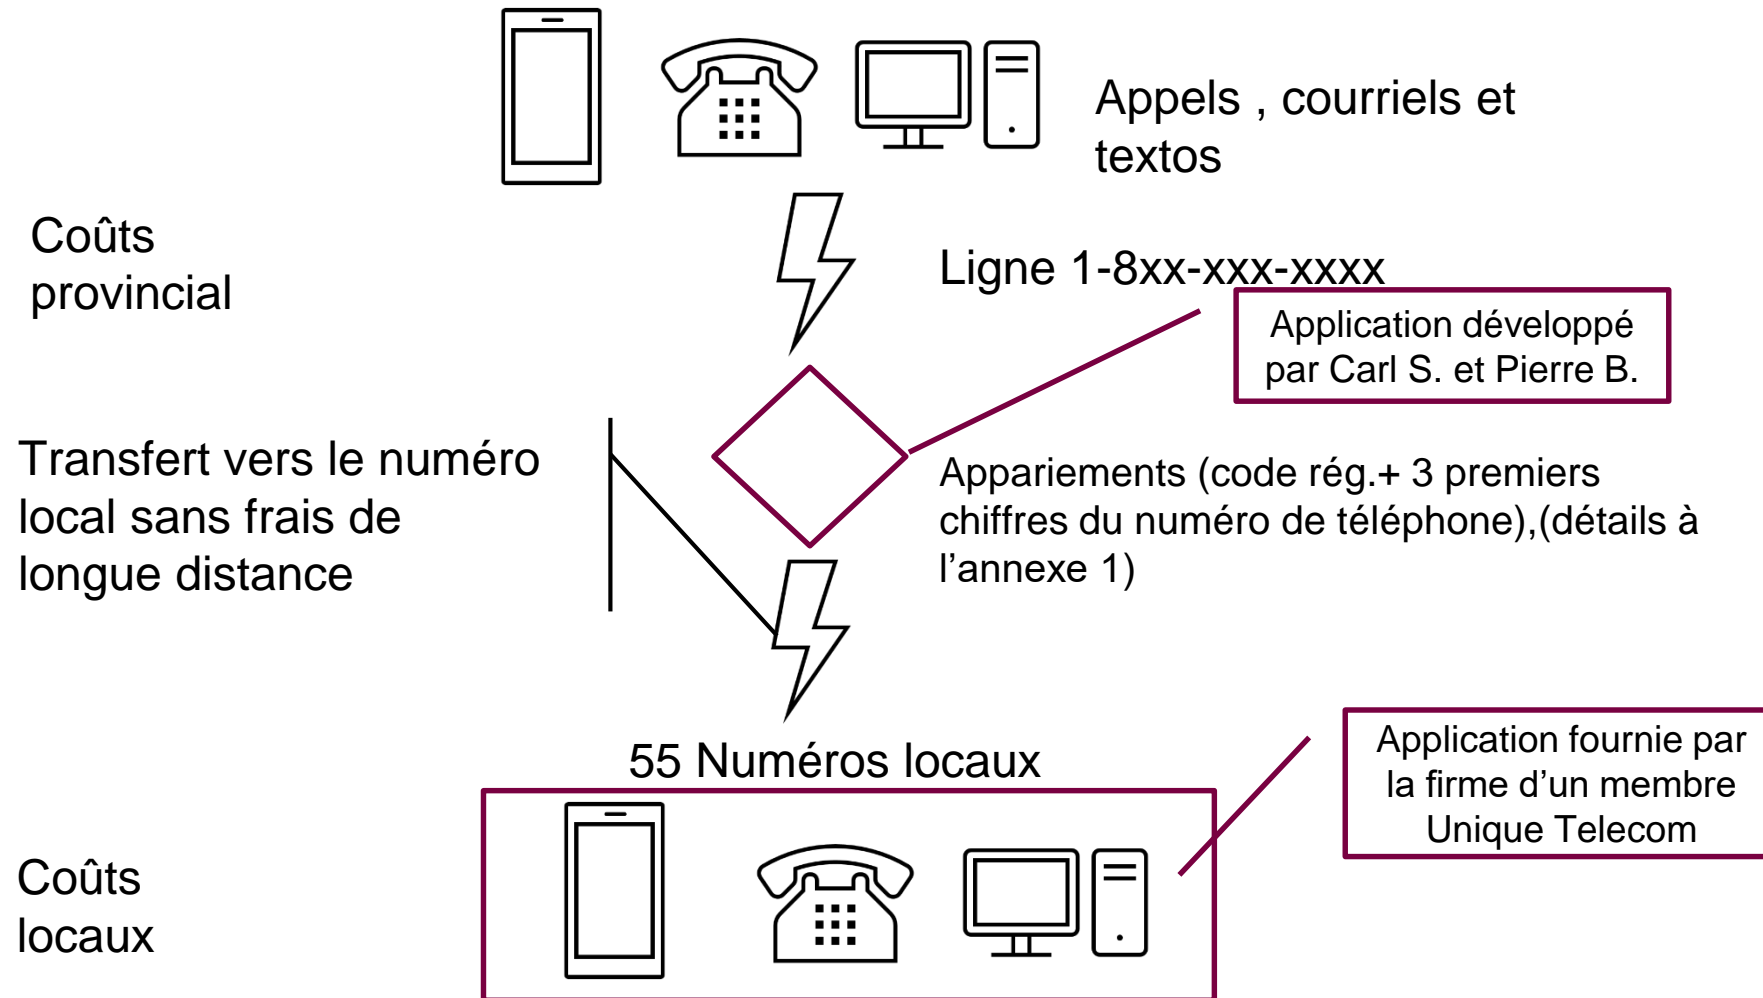 Appels , courriels et
textos
Coûts
provincial
Ligne 1-8xx-xxx-xxxx
Application développé
par Carl S. et Pierre B.
Transfert vers le numéro
local sans frais de
longue distance
Appariements (code rég.+ 3 premiers
chiffres du numéro de téléphone),(détails à
l’annexe 1)
55 Numéros locaux
Application fournie par
la firme d’un membre
Unique Telecom
Coûts
locaux